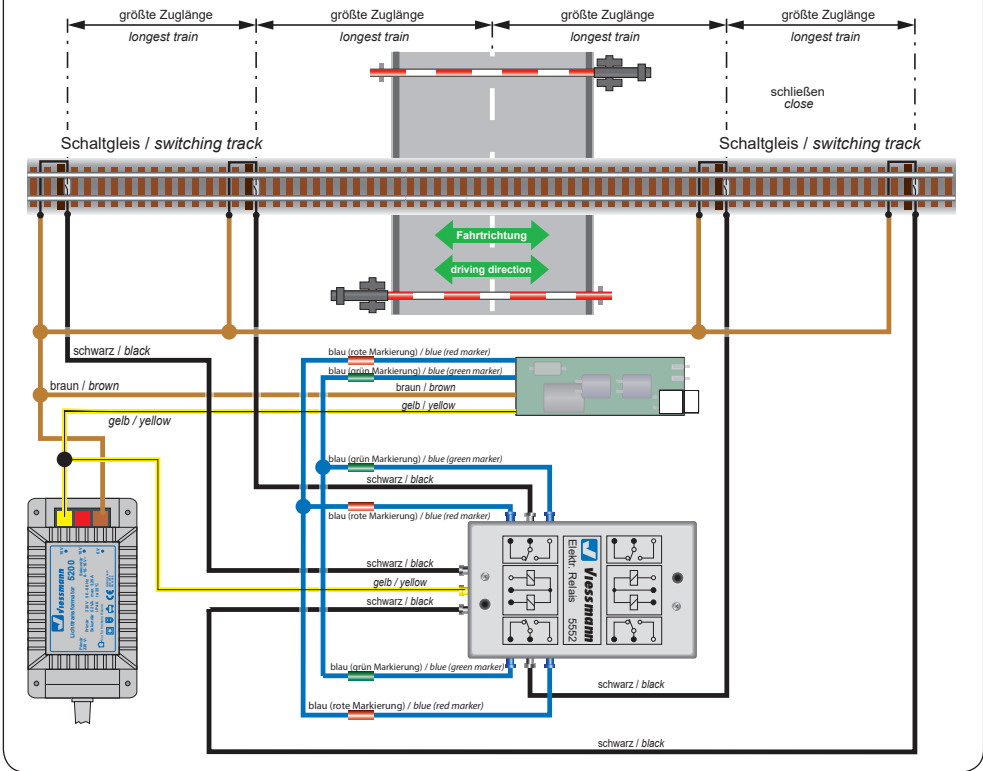 größte Zuglänge
longest train
größte Zuglänge
longest train
größte Zuglänge
longest train
größte Zuglänge
longest train
schließen
close
Schaltgleis / switching track
Schaltgleis / switching track
Fahrtrichtung
driving direction
schwarz / black
braun / brown
gelb / yellow
blau (rote Markierung) / blue (red marker)
blau (grün Markierung) / blue (green marker)
braun / brown
gelb / yellow
blau (grün Markierung) / blue (green marker)
schwarz / black
blau (rote Markierung) / blue (red marker)
schwarz / black
gelb / yellow
schwarz / black
viessmann
Elektr. Relais 5552
viessmann
Lichttransformator
5200
blau (grün Markierung) / blue (green marker)
schwarz / black
blau (rote Markierung) / blue (red marker)
schwarz / black